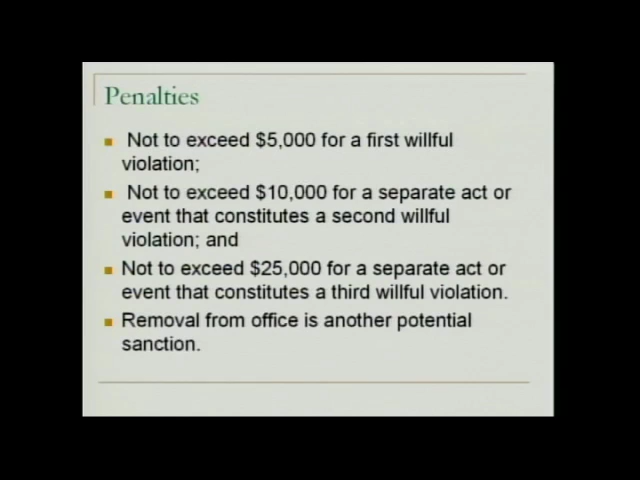 Penalties
Not to exceed $5,000 for a first willful
violation;
Not to exceed $10,000 for a separate act or
event that constitutes a second willful
violation; and
Not to exceed $25,000 for a separate act or
event that constitutes a third willful violation.
Removal from office is another potential
sanction.